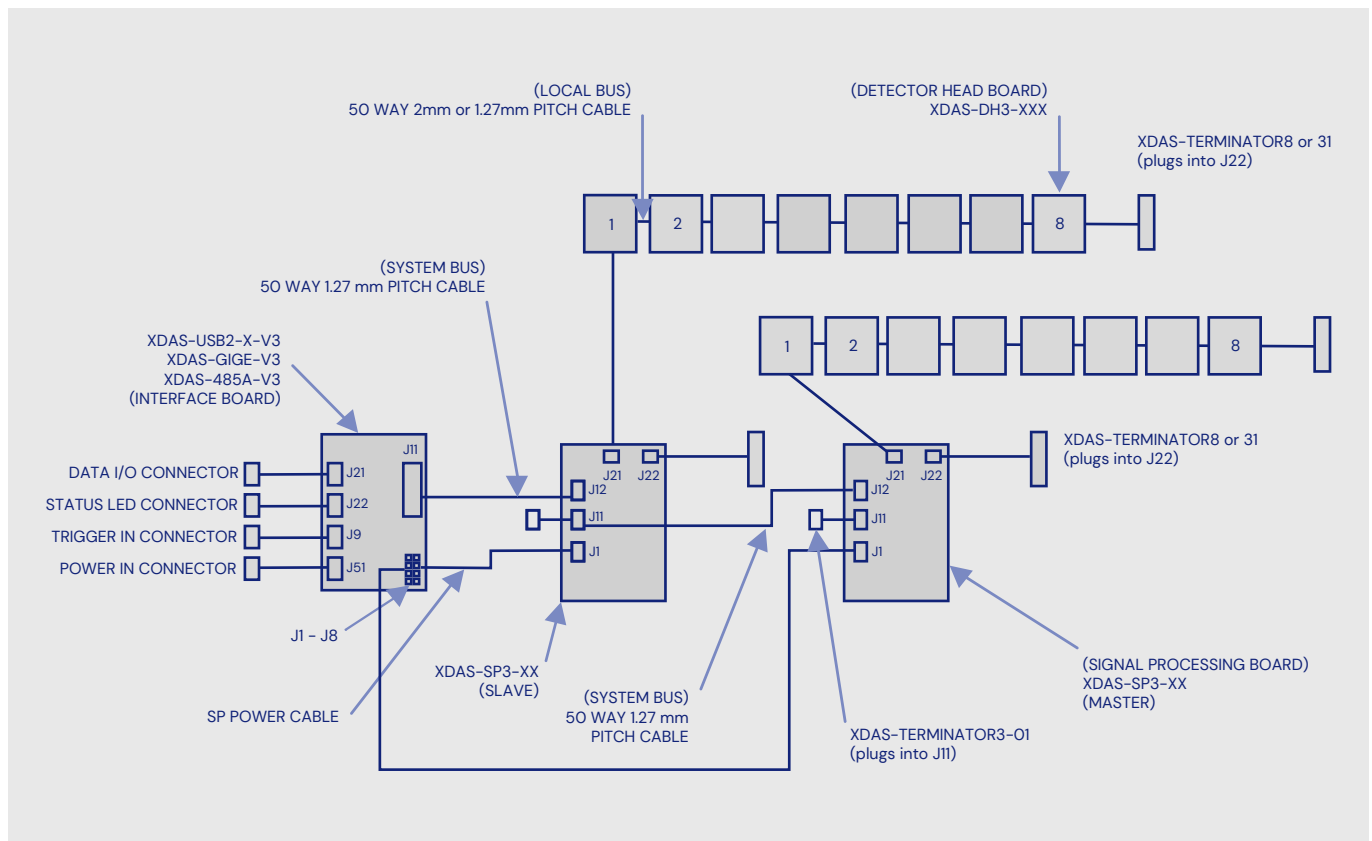 (LOCAL BUS)
50 WAY 2mm or 1.27mm PITCH CABLE
(DETECTOR HEAD BOARD)
XDAS-DH3-XXX
XDAS-TERMINATOR8 or 31
(plugs into J22)
1
2
8
(SYSTEM BUS)
50 WAY 1.27 mm PITCH CABLE
1
2
8
XDAS-USB2-X-V3
XDAS-GIGE-V3
XDAS-485A-V3
(INTERFACE BOARD)
J11
DATA I/O CONNECTOR
J21
STATUS LED CONNECTOR
J22
TRIGGER IN CONNECTOR
J9
POWER IN CONNECTOR
J51
J1 - J8
J21
J22
J12
J11
J1
J21
J22
J12
J11
J1
XDAS-TERMINATOR8 or 31
(plugs into J22)
XDAS-SP3-XX
(SLAVE)
SP POWER CABLE
(SYSTEM BUS)
50 WAY 1.27 mm
PITCH CABLE
XDAS-TERMINATOR3-01
(plugs into J11)
(SIGNAL PROCESSING BOARD)
XDAS-SP3-XX
(MASTER)